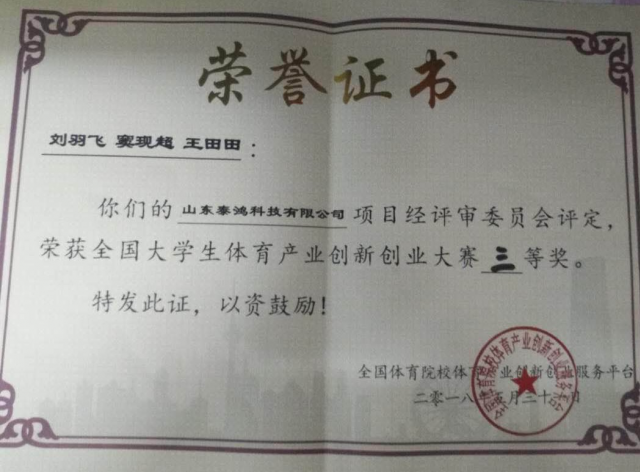 荣誉证书
刘羽飞 窦现超 王田田：
你们的 山东泰鸿科技有限公司 项目经评审委员会评定，
荣获全国大学生体育产业创新创业大赛 三 等奖。
特发此证，以资鼓励！
全国体育院校体育产业创新创业服务平台
二零一八年 月三十 日